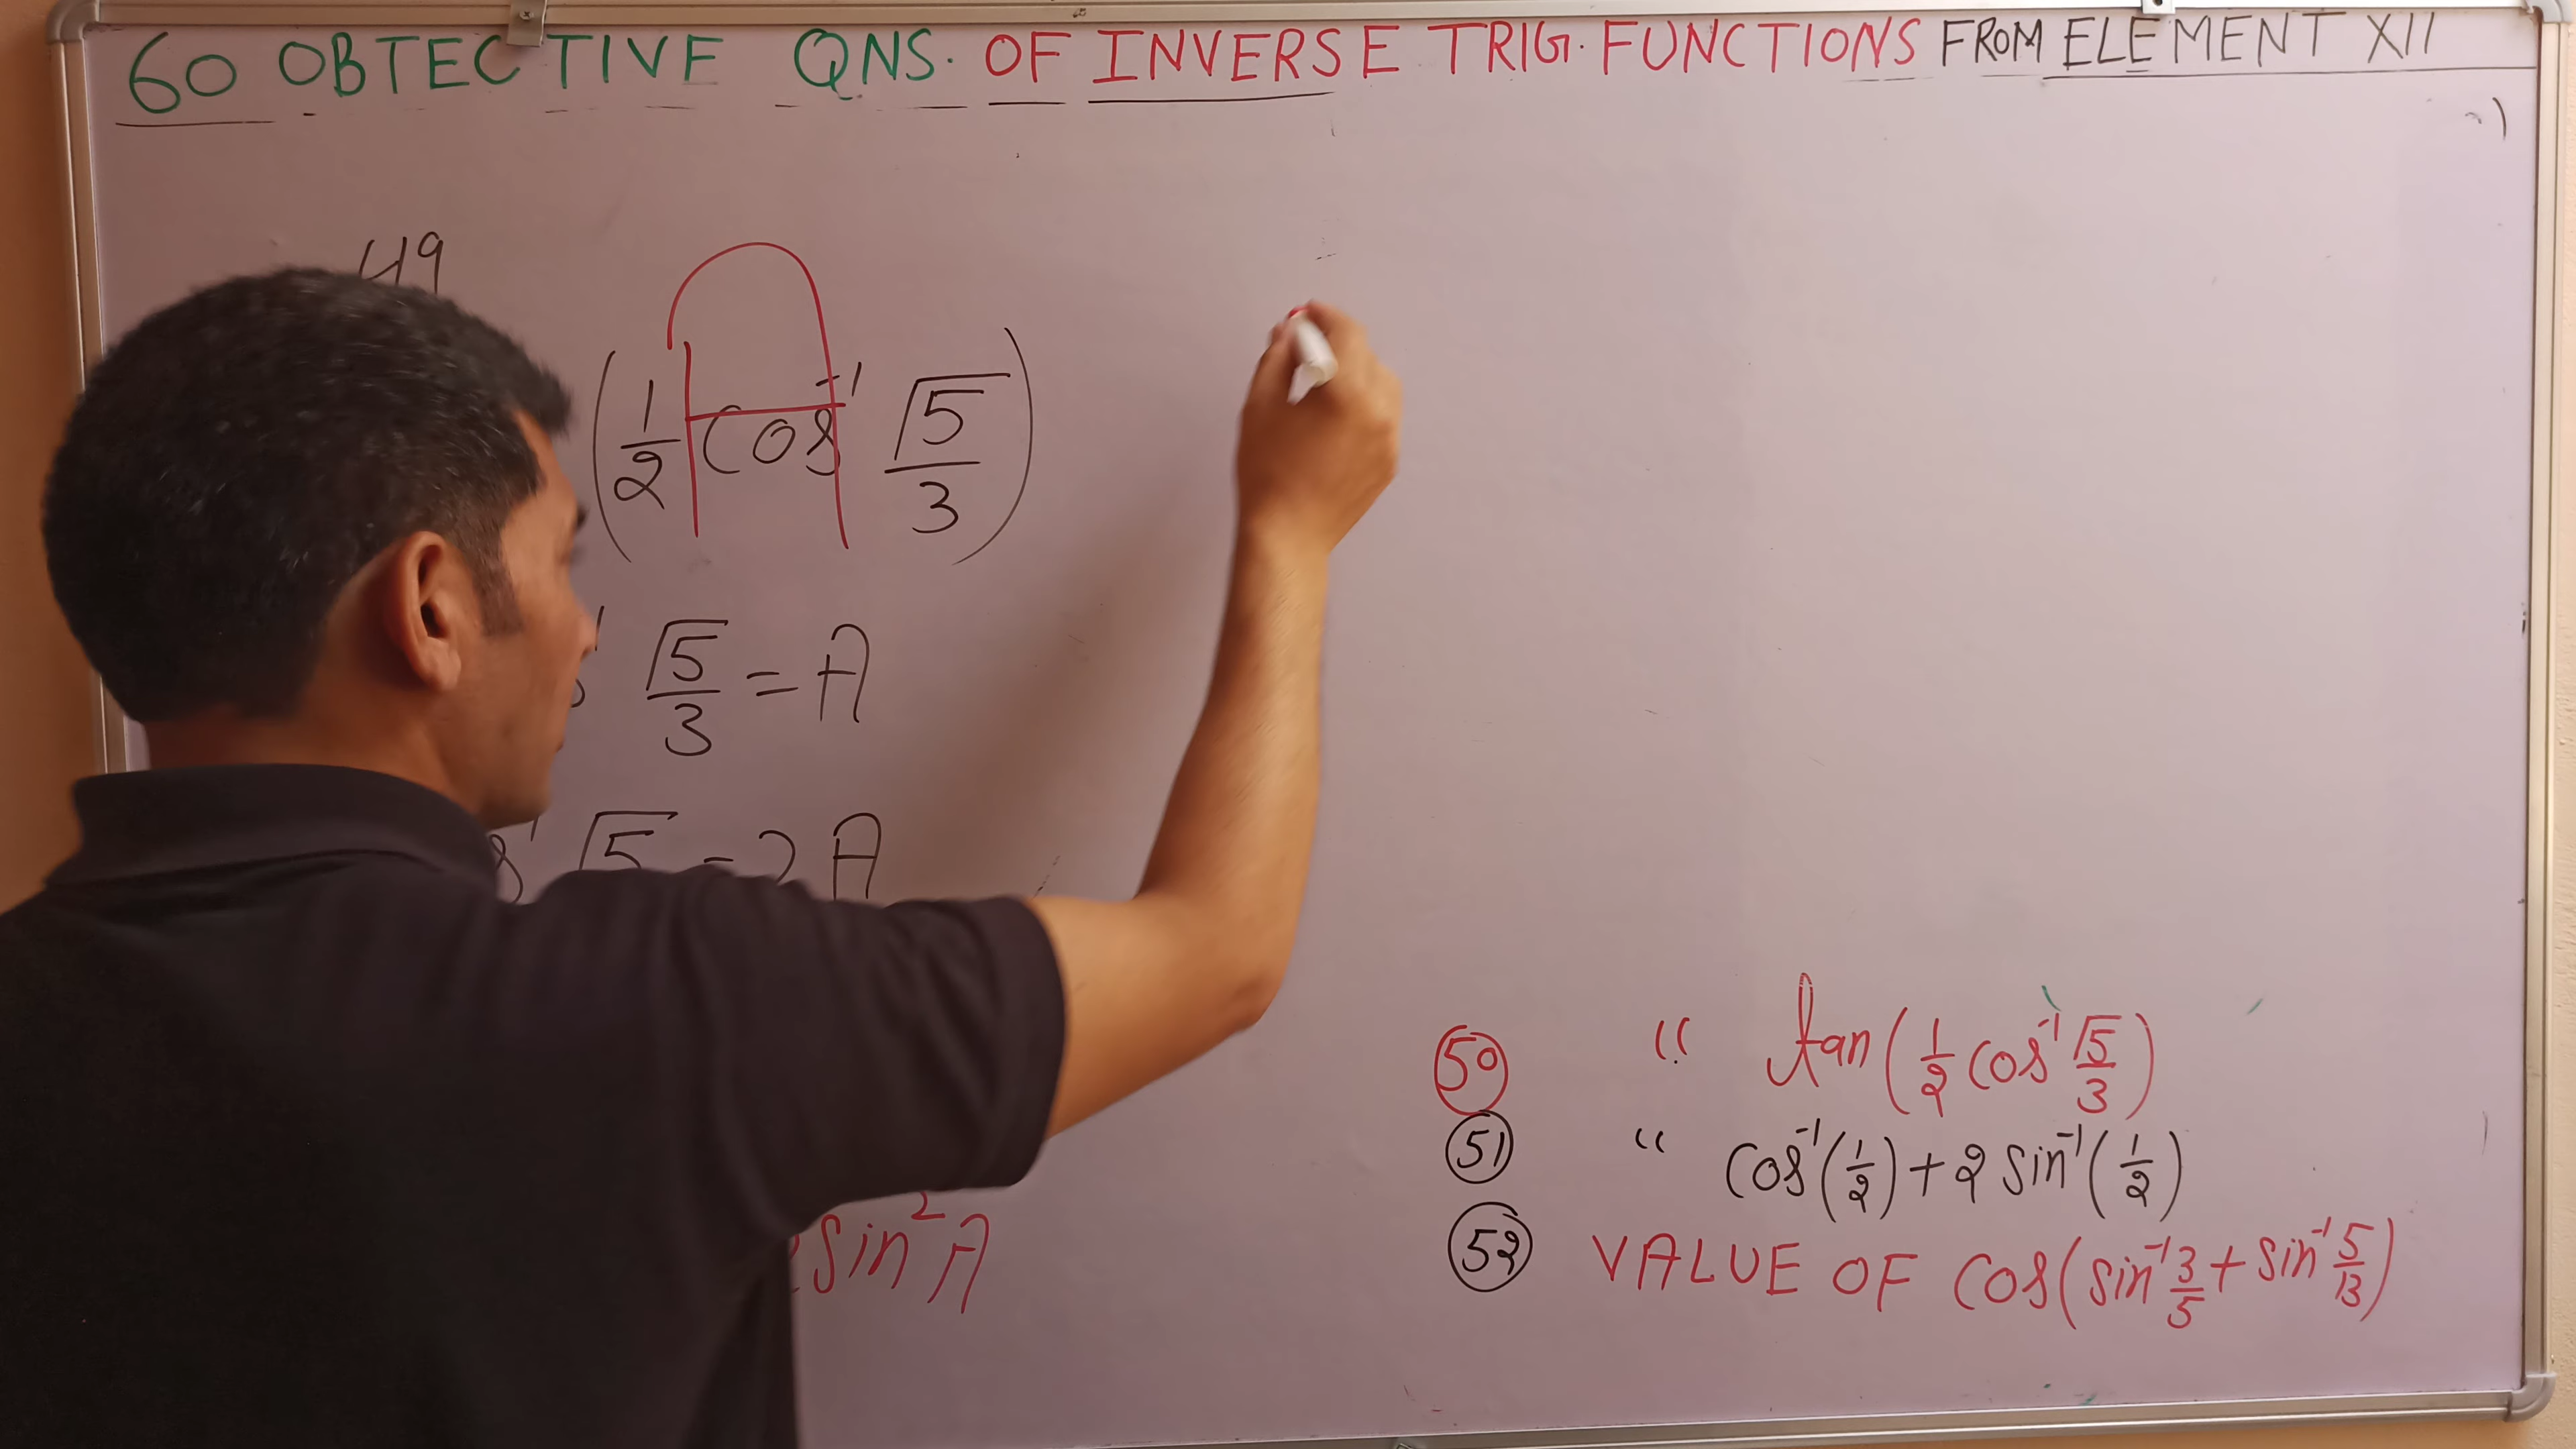 60 OBTECTIVE QNS. OF INVERSE TRIG. FUNCTIONS FROM ELEMENT XII
49
(1/2 cos⁻¹ √5/3)
√5/3 = A
√5 = 2A
sin²A
50 " tan(1/2 cos⁻¹ √5/3)
51 " cos⁻¹(1/2) + 2 sin⁻¹(1/2)
52 VALUE OF cos(sin⁻¹ 3/5 + sin⁻¹ 5/13)